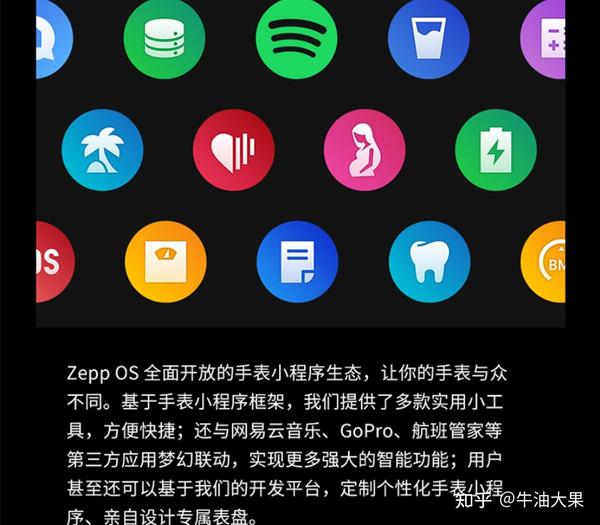 OS
BM
Zepp OS 全面开放的手表小程序生态，让你的手表与众
不同。基于手表小程序框架，我们提供了多款实用小工
具，方便快捷；还与网易云音乐、GoPro、航班管家等
第三方应用梦幻联动，实现更多强大的智能功能；用户
甚至还可以基于我们的开发平台，定制个性化手表小程
序、亲自设计专属表盘。
知乎 @牛油大果